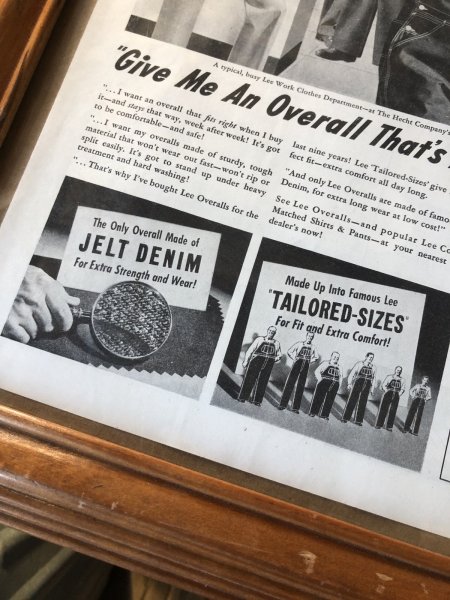 A typical, busy Lee Work Clothes Department—at The Hecht Company's
"Give Me An Overall That's
"... I want an overall that fits right when I buy
it—and stays that way, week after week! It's got
to be comfortable—and safe!
"... I want my overalls made of sturdy, tough
material that won't wear out fast—won't rip or
split easily. It's got to stand up under heavy
treatment and hard washing!
"... That's why I've bought Lee Overalls for the
last nine years! Lee 'Tailored-Sizes' give
fect fit—extra comfort all day long.
"And only Lee Overalls are made of famo
Denim, for extra long wear at low cost!"
See Lee Overalls—and popular Lee Co
Matched Shirts & Pants—at your nearest
dealer's now!
The Only Overall Made of
JELT DENIM
For Extra Strength and Wear!
Made Up Into Famous Lee
"TAILORED-SIZES"
For Fit and Extra Comfort!